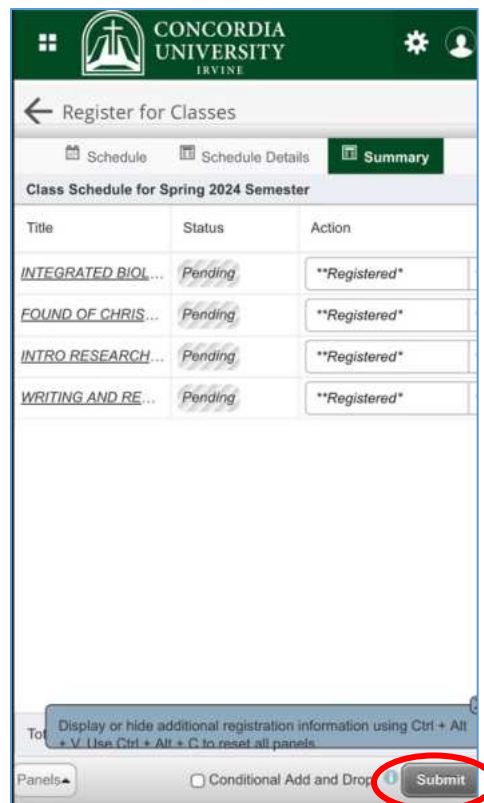 CONCORDIA
UNIVERSITY
IRVINE
Register for Classes
Schedule Schedule Details Summary
Class Schedule for Spring 2024 Semester
Title Status Action
INTEGRATED BIOL... Pending **Registered*
FOUND OF CHRIS... Pending **Registered*
INTRO RESEARCH... Pending **Registered*
WRITING AND RE... Pending **Registered*
Display or hide additional registration information using Ctrl + Alt
Tot + V. Use Ctrl + Alt + C to reset all panels
Panels Conditional Add and Drop Submit